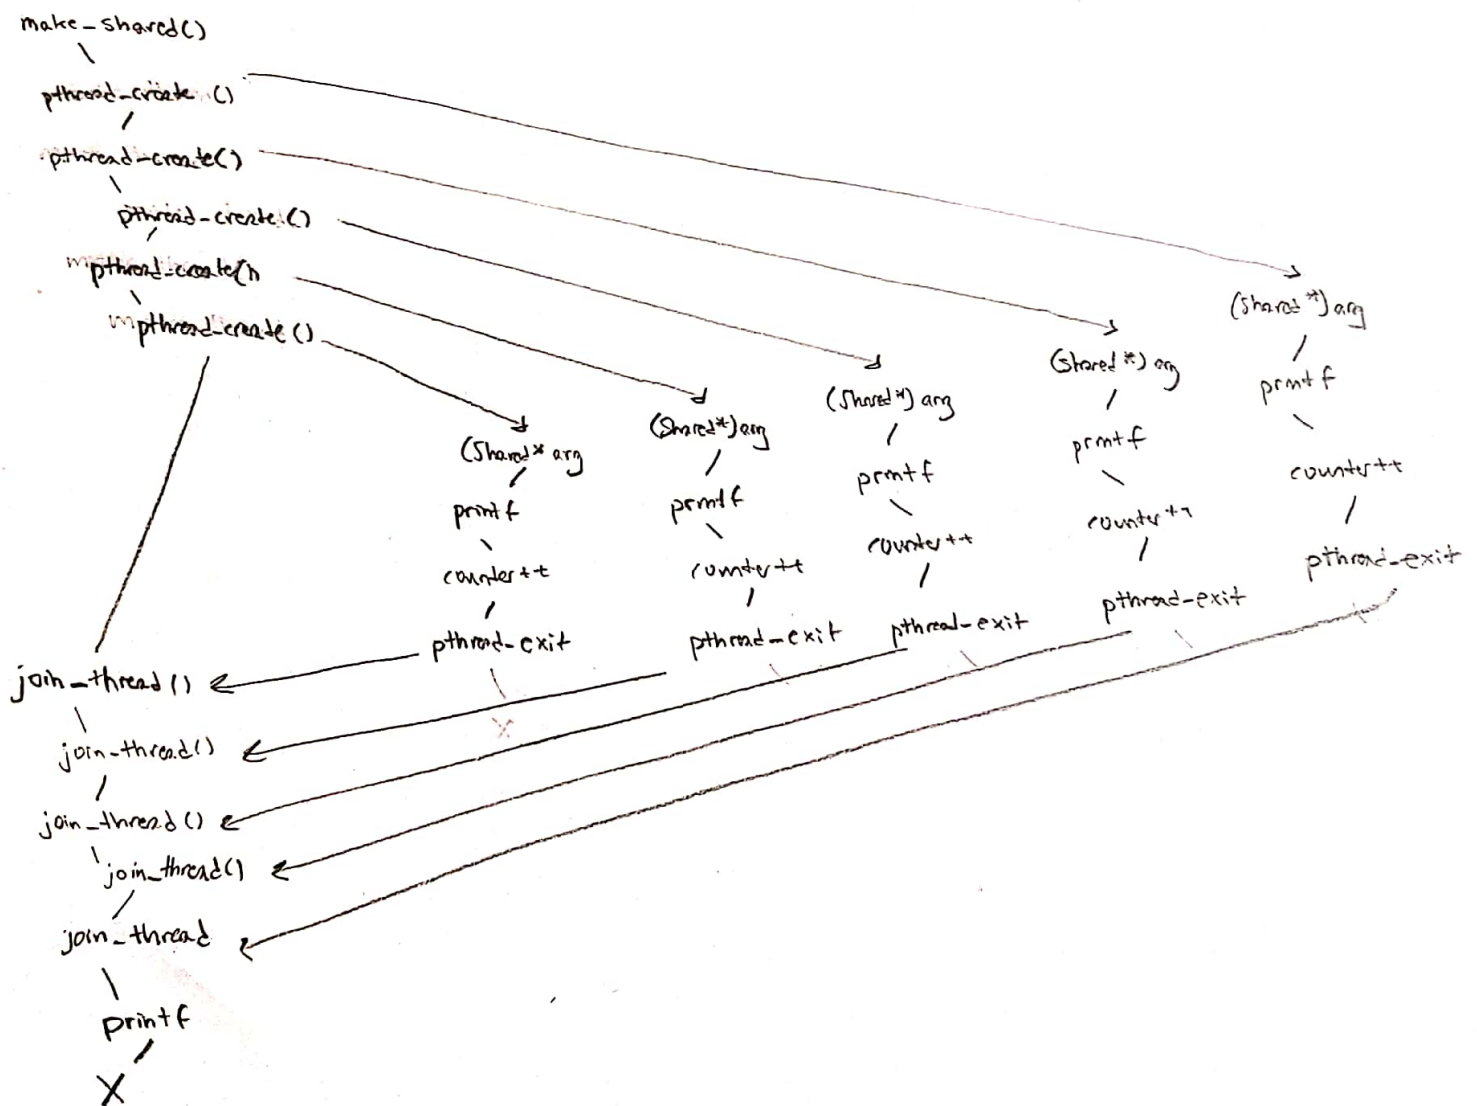 make_shared()
pthread_create()
pthread_create()
pthread_create()
pthread_create()
pthread_create()
(Shared*) arg
printf
counter++
pthread_exit
(Shared*) arg
printf
counter++
pthread_exit
(Shared*) arg
printf
counter++
pthread_exit
(Shared*) arg
printf
counter++
pthread_exit
(Shared* arg
printf
counter++
pthread_exit
join_thread()
join_thread()
join_thread()
join_thread()
join_thread
printf
X